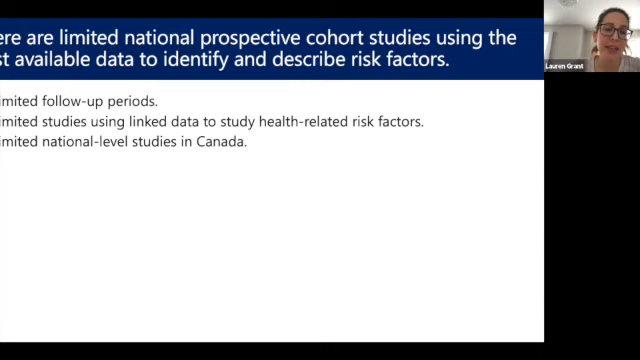 ere are limited national prospective cohort studies using the
st available data to identify and describe risk factors.
imited follow-up periods.
imited studies using linked data to study health-related risk factors.
imited national-level studies in Canada.
Lauren Grant